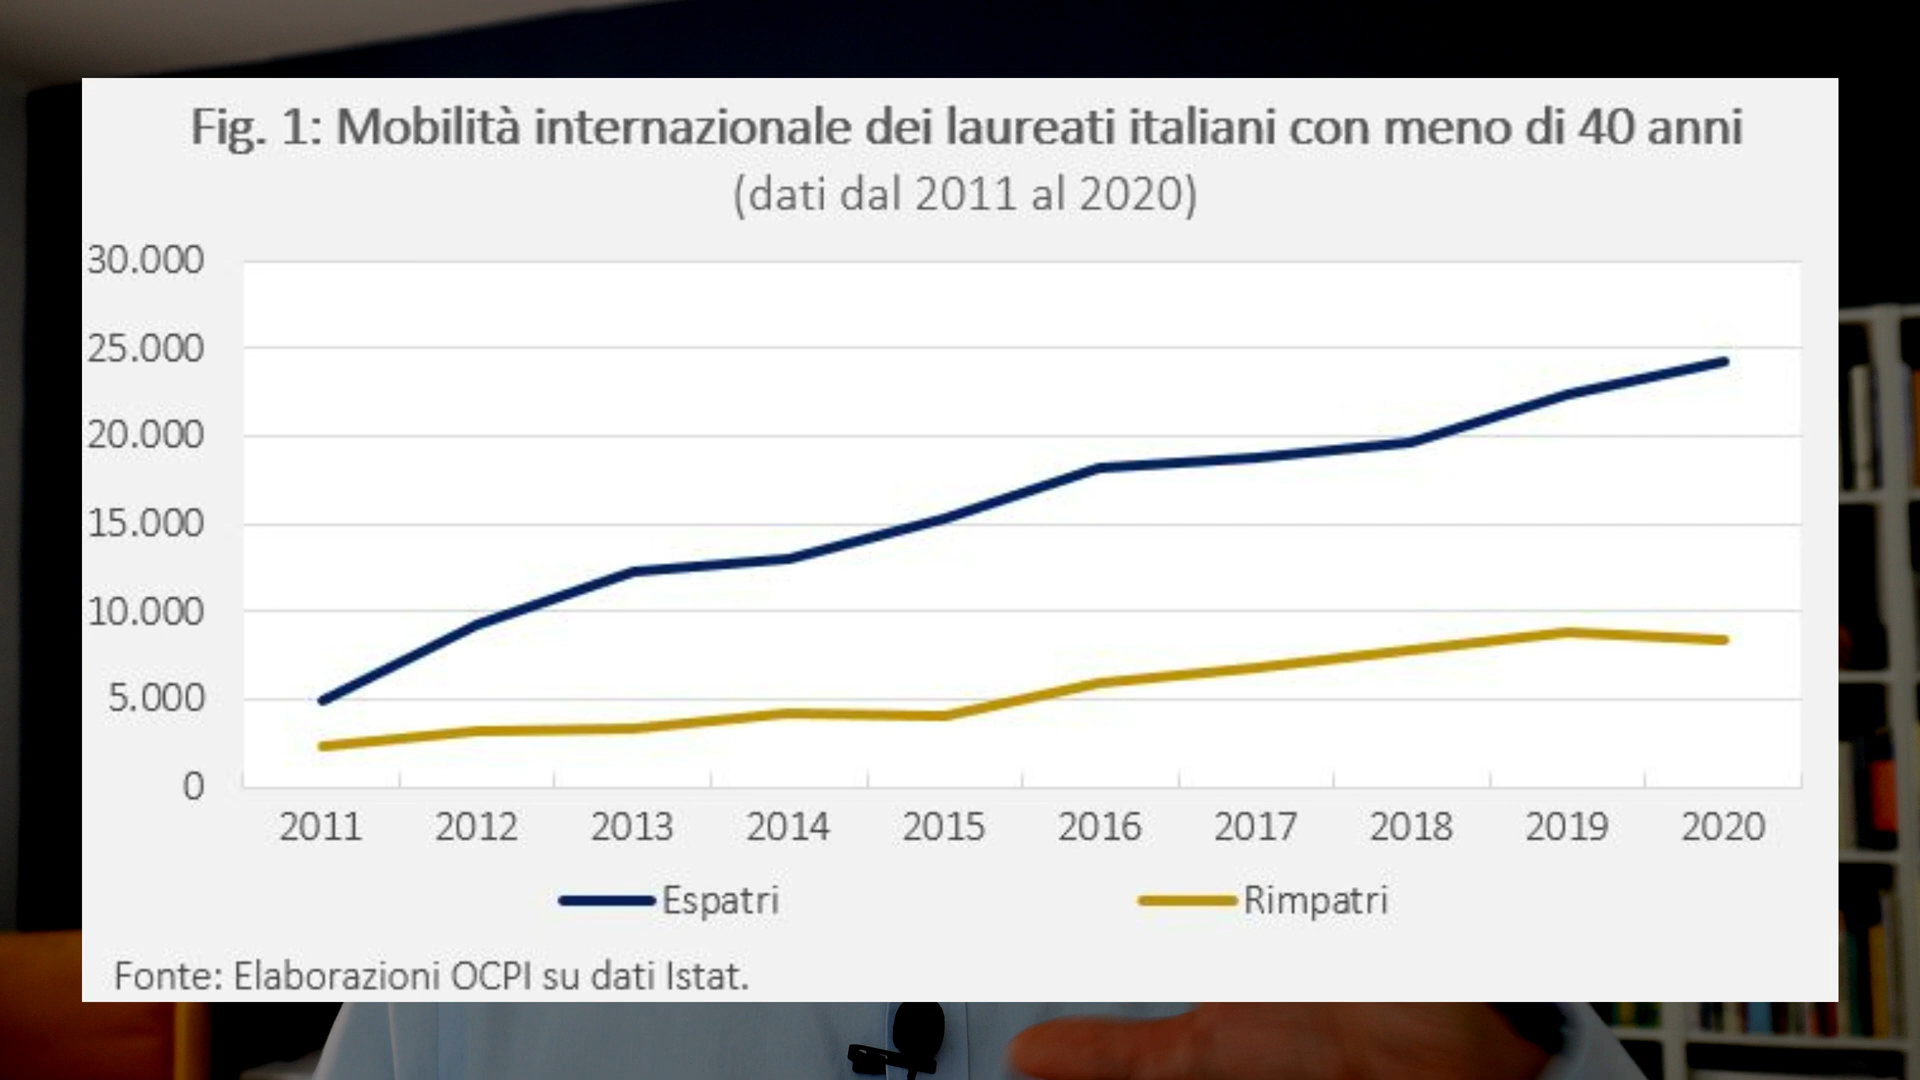 Fig. 1: Mobilità internazionale dei laureati italiani con meno di 40 anni
(dati dal 2011 al 2020)
30.000
25.000
20.000
15.000
10.000
5.000
0
2011 2012 2013 2014 2015 2016 2017 2018 2019 2020
Espatri Rimpatri
Fonte: Elaborazioni OCPI su dati Istat.